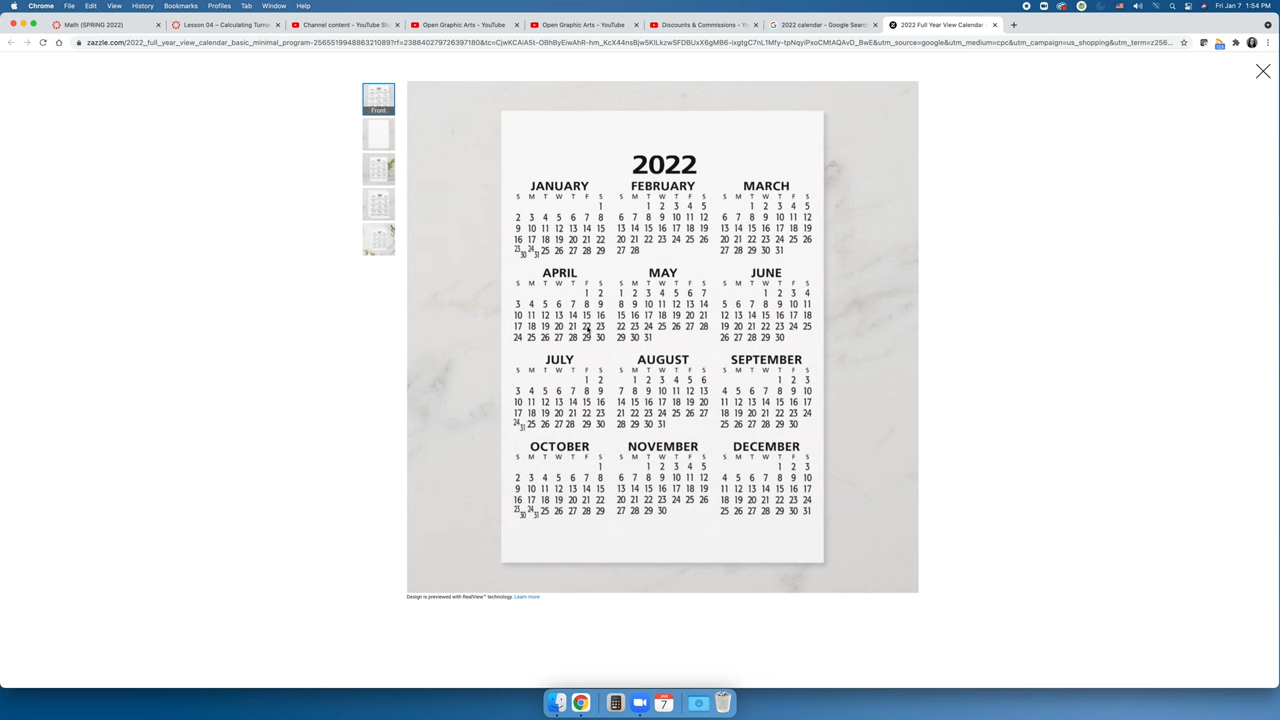 Chrome File Edit View History Bookmarks Profiles Tab Window Help Fri Jan 7 1:54 PM
Math (SPRING 2022) Lesson 04 – Calculating Turna Channel content - YouTube St Open Graphic Arts - YouTube Open Graphic Arts - YouTube Discounts & Commissions - Yo 2022 calendar - Google Search 2022 Full Year View Calendar
Front
2022
JANUARY FEBRUARY MARCH
S M T W T F S S M T W T F S S M T W T F S
1 1 2 3 4 5 1 2 3 4 5
2 3 4 5 6 7 8 6 7 8 9 10 11 12 6 7 8 9 10 11 12
9 10 11 12 13 14 15 13 14 15 16 17 18 19 13 14 15 16 17 18 19
16 17 18 19 20 21 22 20 21 22 23 24 25 26 20 21 22 23 24 25 26
23 30 24 31 25 26 27 28 29 27 28 27 28 29 30 31
APRIL MAY JUNE
S M T W T F S S M T W T F S S M T W T F S
1 2 1 2 3 4 5 6 7 1 2 3 4
3 4 5 6 7 8 9 8 9 10 11 12 13 14 5 6 7 8 9 10 11
10 11 12 13 14 15 16 15 16 17 18 19 20 21 12 13 14 15 16 17 18
17 18 19 20 21 22 23 22 23 24 25 26 27 28 19 20 21 22 23 24 25
24 25 26 27 28 29 30 29 30 31 26 27 28 29 30
JULY AUGUST SEPTEMBER
S M T W T F S S M T W T F S S M T W T F S
1 2 1 2 3 4 5 6 1 2 3
3 4 5 6 7 8 9 7 8 9 10 11 12 13 4 5 6 7 8 9 10
10 11 12 13 14 15 16 14 15 16 17 18 19 20 11 12 13 14 15 16 17
17 18 19 20 21 22 23 21 22 23 24 25 26 27 18 19 20 21 22 23 24
24 31 25 26 27 28 29 30 28 29 30 31 25 26 27 28 29 30
OCTOBER NOVEMBER DECEMBER
S M T W T F S S M T W T F S S M T W T F S
1 1 2 3 4 5 1 2 3
2 3 4 5 6 7 8 6 7 8 9 10 11 12 4 5 6 7 8 9 10
9 10 11 12 13 14 15 13 14 15 16 17 18 19 11 12 13 14 15 16 17
16 17 18 19 20 21 22 20 21 22 23 24 25 26 18 19 20 21 22 23 24
23 30 24 31 25 26 27 28 29 27 28 29 30 25 26 27 28 29 30 31
Design is previewed with RealView™ technology. Learn more
JAN
7